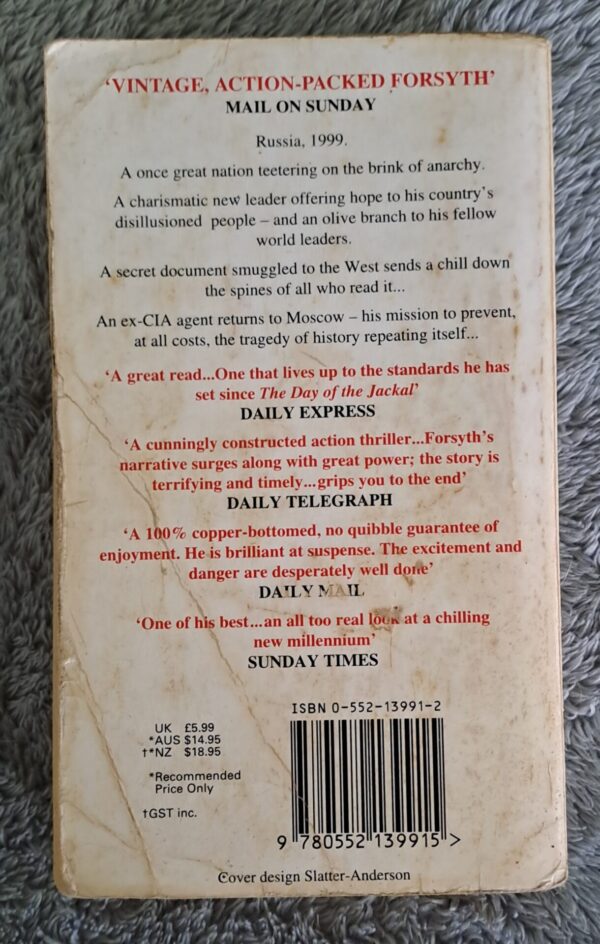 ‘VINTAGE, ACTION-PACKED FORSYTH’
MAIL ON SUNDAY
Russia, 1999.
A once great nation teetering on the brink of anarchy.
A charismatic new leader offering hope to his country's
disillusioned people – and an olive branch to his fellow
world leaders.
A secret document smuggled to the West sends a chill down
the spines of all who read it...
An ex-CIA agent returns to Moscow – his mission to prevent,
at all costs, the tragedy of history repeating itself...
‘A great read...One that lives up to the standards he has
set since The Day of the Jackal’
DAILY EXPRESS
‘A cunningly constructed action thriller...Forsyth's
narrative surges along with great power; the story is
terrifying and timely...grips you to the end’
DAILY TELEGRAPH
‘A 100% copper-bottomed, no quibble guarantee of
enjoyment. He is brilliant at suspense. The excitement and
danger are desperately well done’
DAILY MAIL
‘One of his best...an all too real look at a chilling
new millennium’
SUNDAY TIMES
ISBN 0-552-13991-2
UK £5.99
*AUS $14.95
†*NZ $18.95
*Recommended
Price Only
†GST inc.
9 780552 139915 >
Cover design Slatter-Anderson